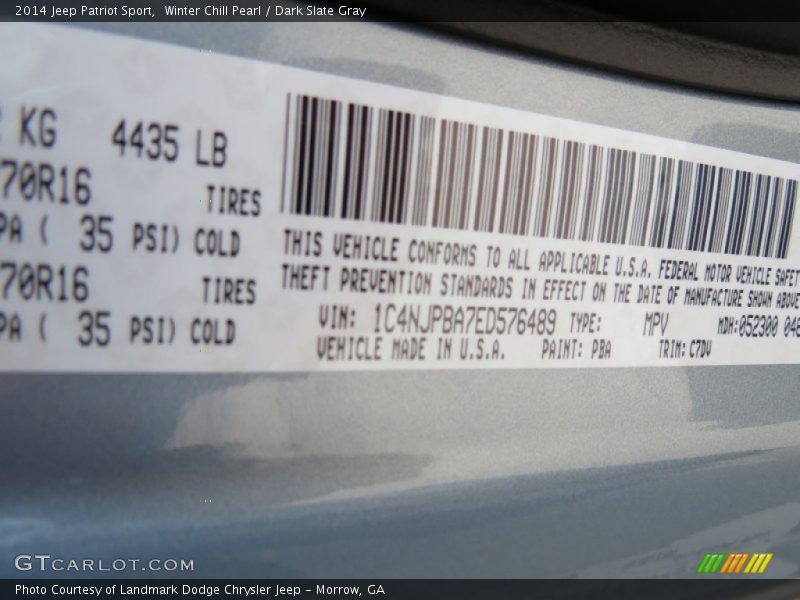 2014 Jeep Patriot Sport,  Winter Chill Pearl / Dark Slate Gray
KG 4435 LB
70R16 TIRES
PA ( 35 PSI) COLD
70R16 TIRES
PA ( 35 PSI) COLD
THIS VEHICLE CONFORMS TO ALL APPLICABLE U.S.A. FEDERAL MOTOR VEHICLE SAFET
THEFT PREVENTION STANDARDS IN EFFECT ON THE DATE OF MANUFACTURE SHOWN ABOVE
VIN: 1C4NJPBA7ED576489 TYPE: MPV MDH:052300 048
VEHICLE MADE IN U.S.A. PAINT: PBA TRIM: C7DV
GTCARLOT.COM
Photo Courtesy of Landmark Dodge Chrysler Jeep - Morrow, GA